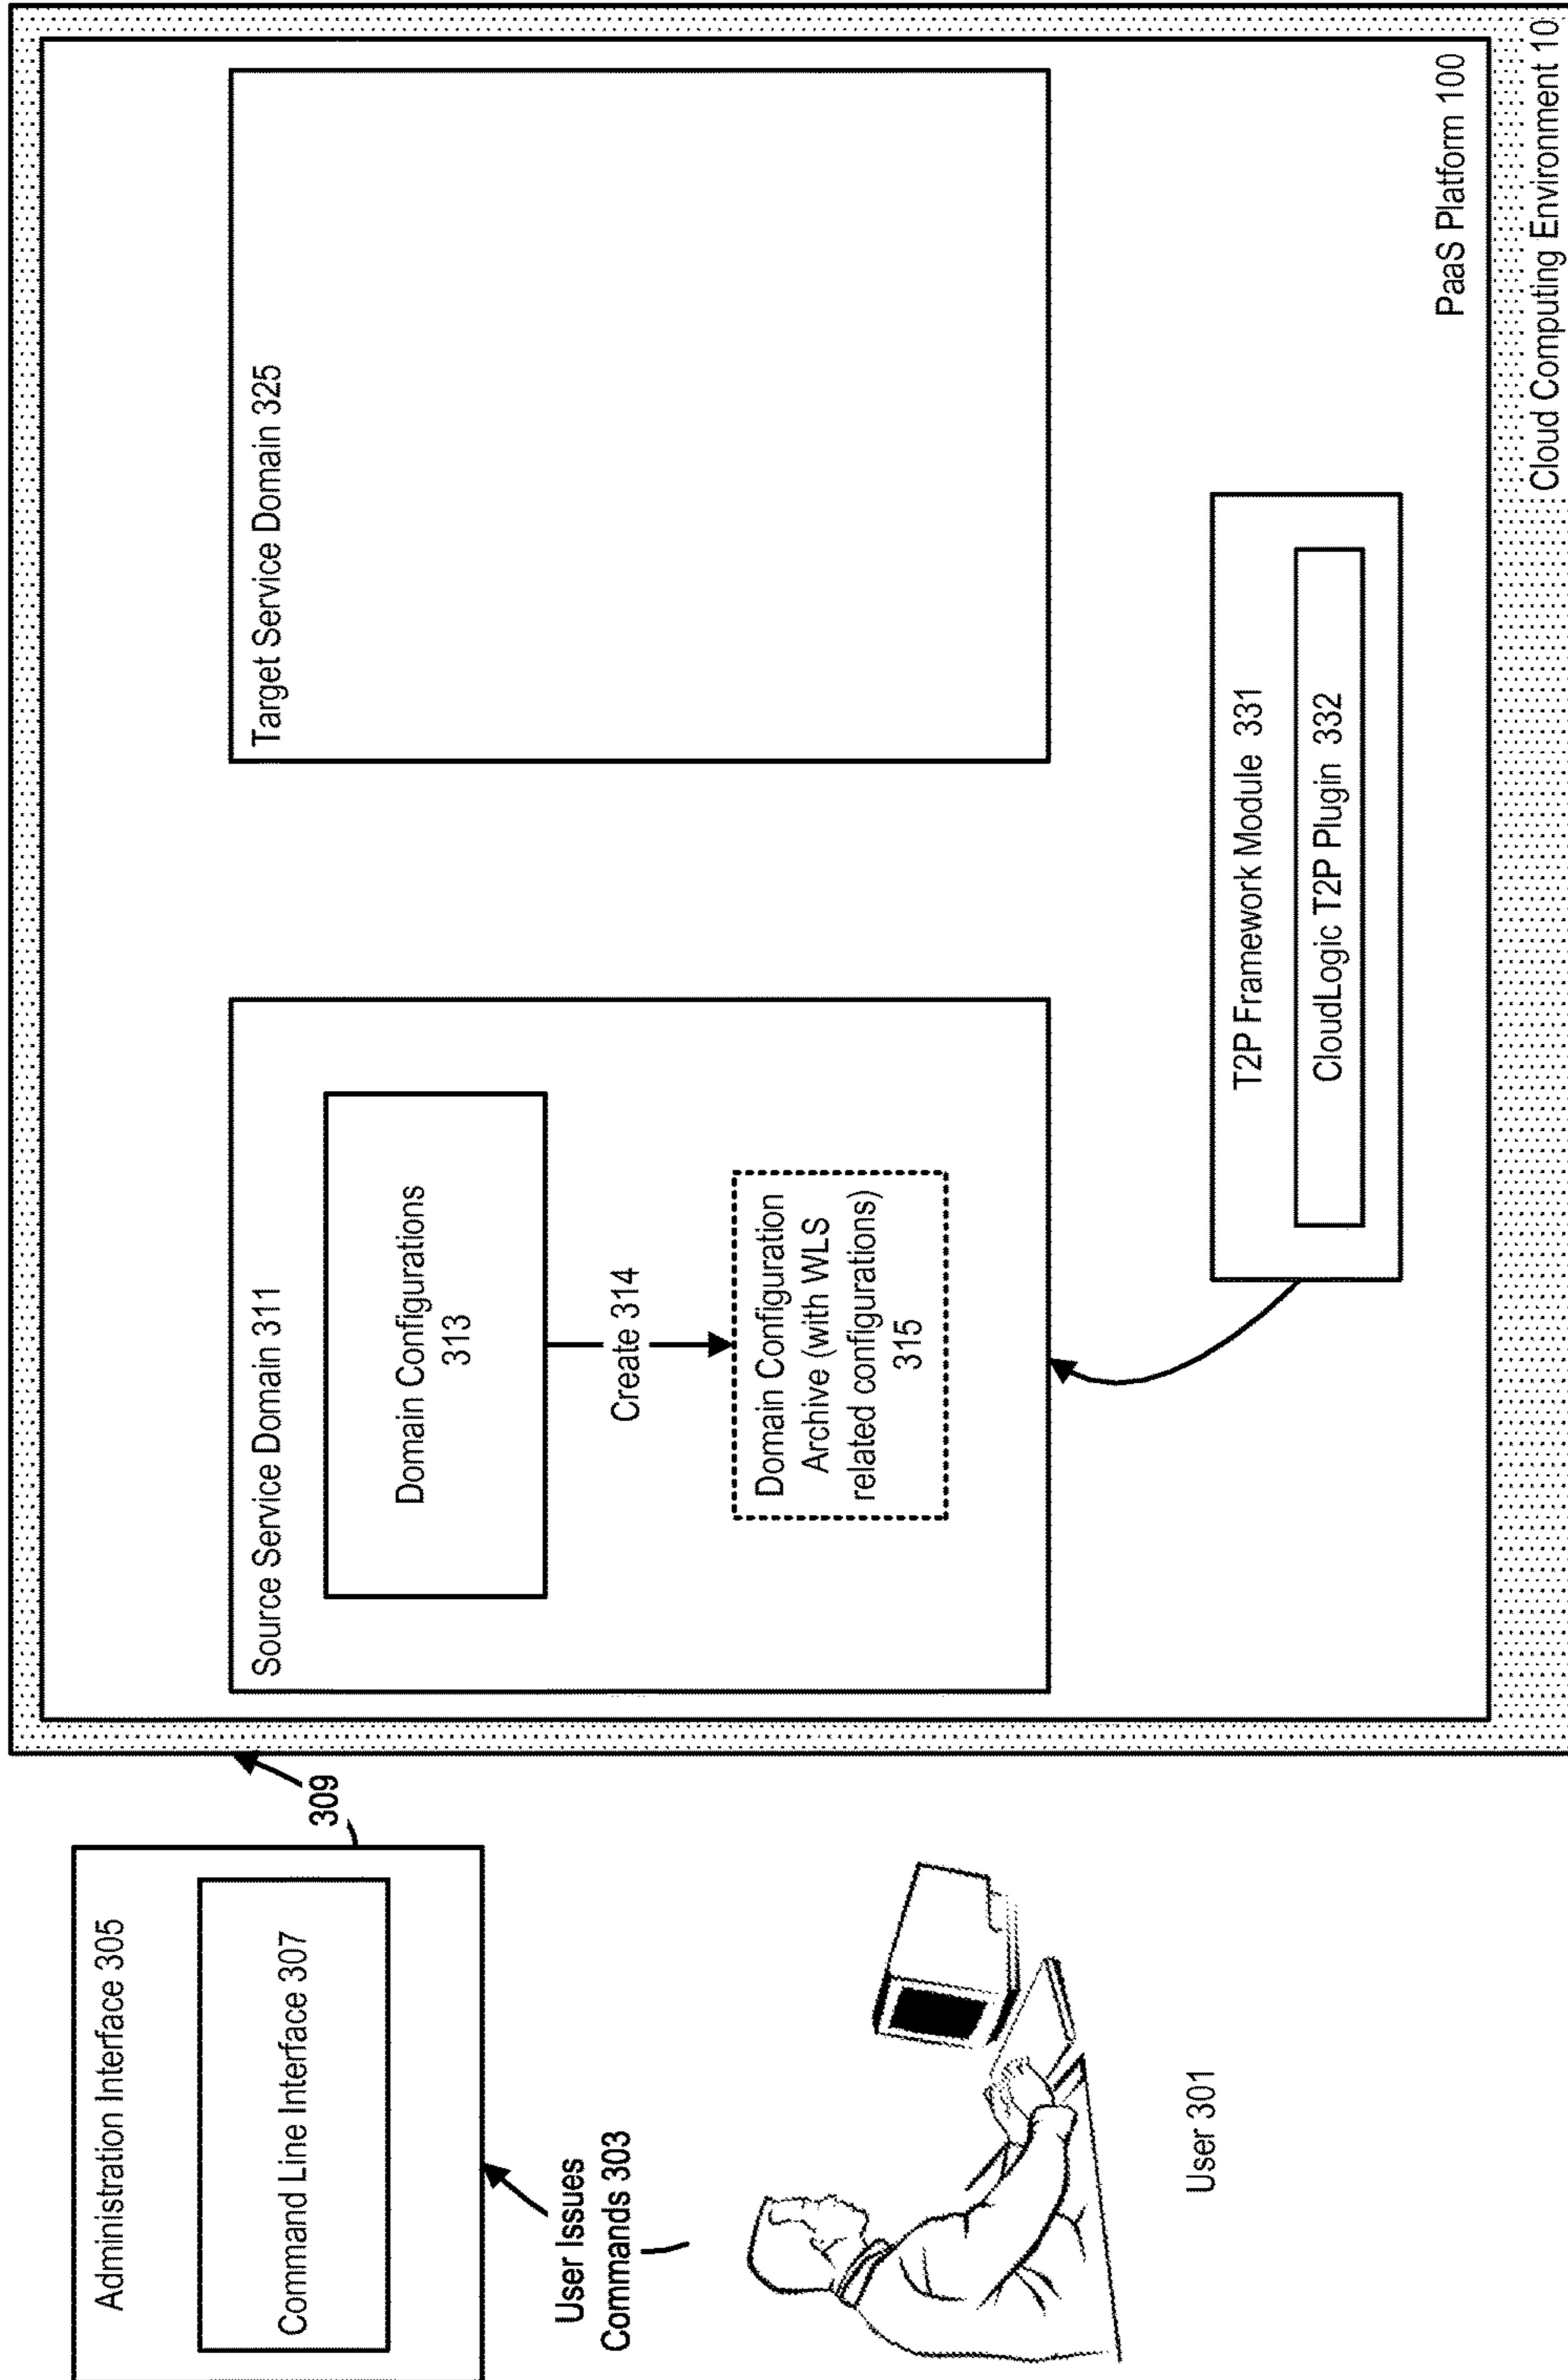 Administration Interface 305
Command Line Interface 307
User Issues
Commands 303
User 301
309
Source Service Domain 311
Domain Configurations
313
Create 314
Domain Configuration
Archive (with WLS
related configurations)
315
Target Service Domain 325
T2P Framework Module 331
CloudLogic T2P Plugin 332
PaaS Platform 100
Cloud Computing Environment 10